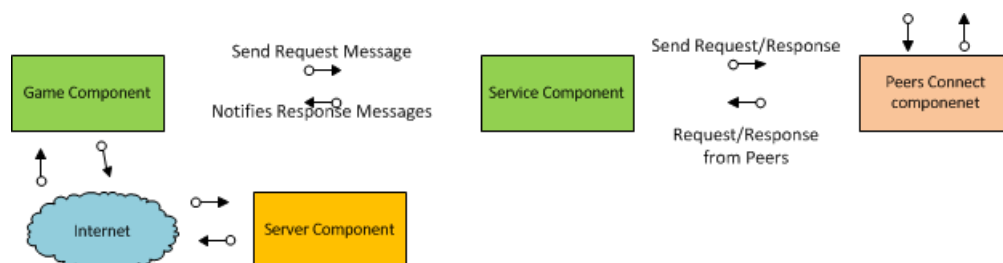 Send Request Message
Send Request/Response
Game Component
Service Component
Peers Connect
componenet
Notifies Response Messages
Request/Response
from Peers
Internet
Server Component